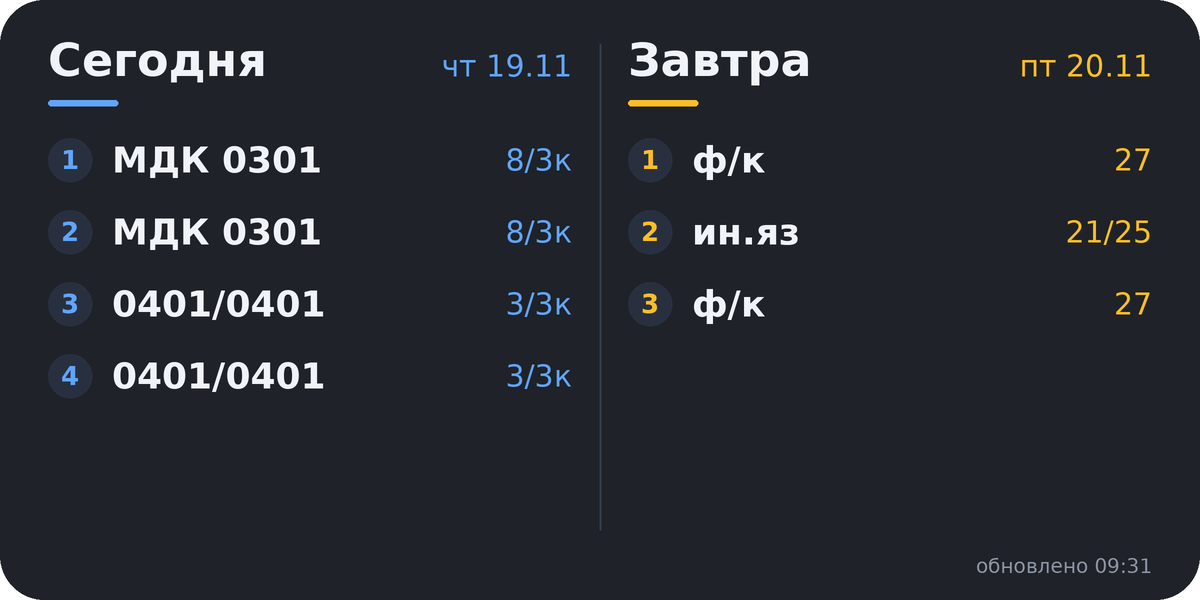 Сегодня чт 19.11
1 МДК 0301 8/3к
2 МДК 0301 8/3к
3 0401/0401 3/3к
4 0401/0401 3/3к
Завтра пт 20.11
1 ф/к 27
2 ин.яз 21/25
3 ф/к 27
обновлено 09:31